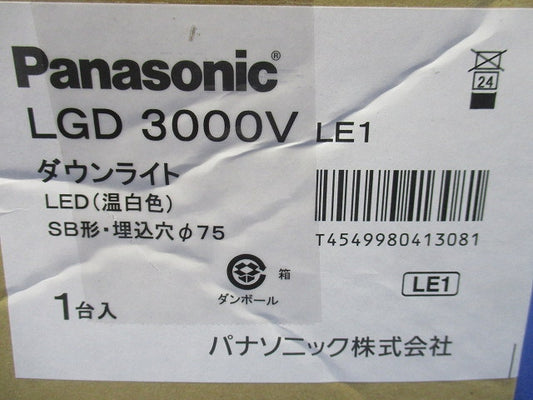 Panasonic®
LGD 3000V LE1
24
ダウンライト
LED(温白色)
SB形・埋込穴φ75
T4549980413081
箱
ダンボール
LE1
1台入
パナソニック株式会社